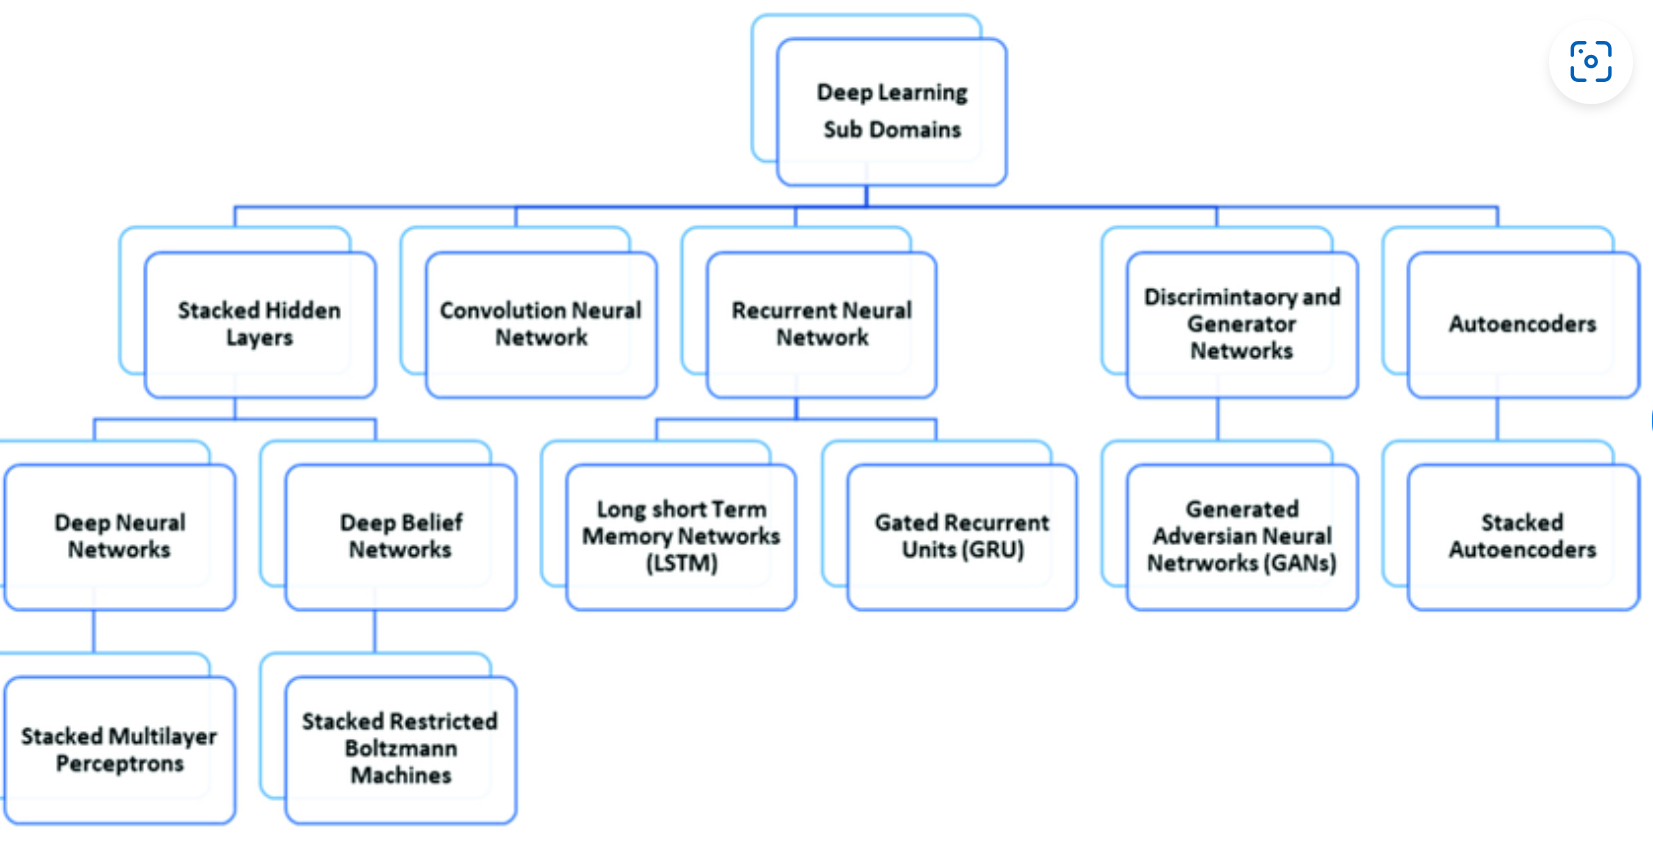 Deep Learning
Sub Domains
Stacked Hidden
Layers
Convolution Neural
Network
Recurrent Neural
Network
Discrimintaory and
Generator
Networks
Autoencoders
Deep Neural
Networks
Deep Belief
Networks
Long short Term
Memory Networks
(LSTM)
Gated Recurrent
Units (GRU)
Generated
Adversian Neural
Netrworks (GANs)
Stacked
Autoencoders
Stacked Multilayer
Perceptrons
Stacked Restricted
Boltzmann
Machines